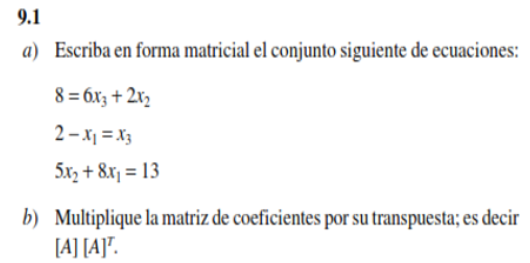 9.1
a) Escriba en forma matricial el conjunto siguiente de ecuaciones:
8 = 6x₃ + 2x₂
2 – x₁ = x₃
5x₂ + 8x₁ = 13
b) Multiplique la matriz de coeficientes por su transpuesta; es decir
[A] [A]ᵀ.